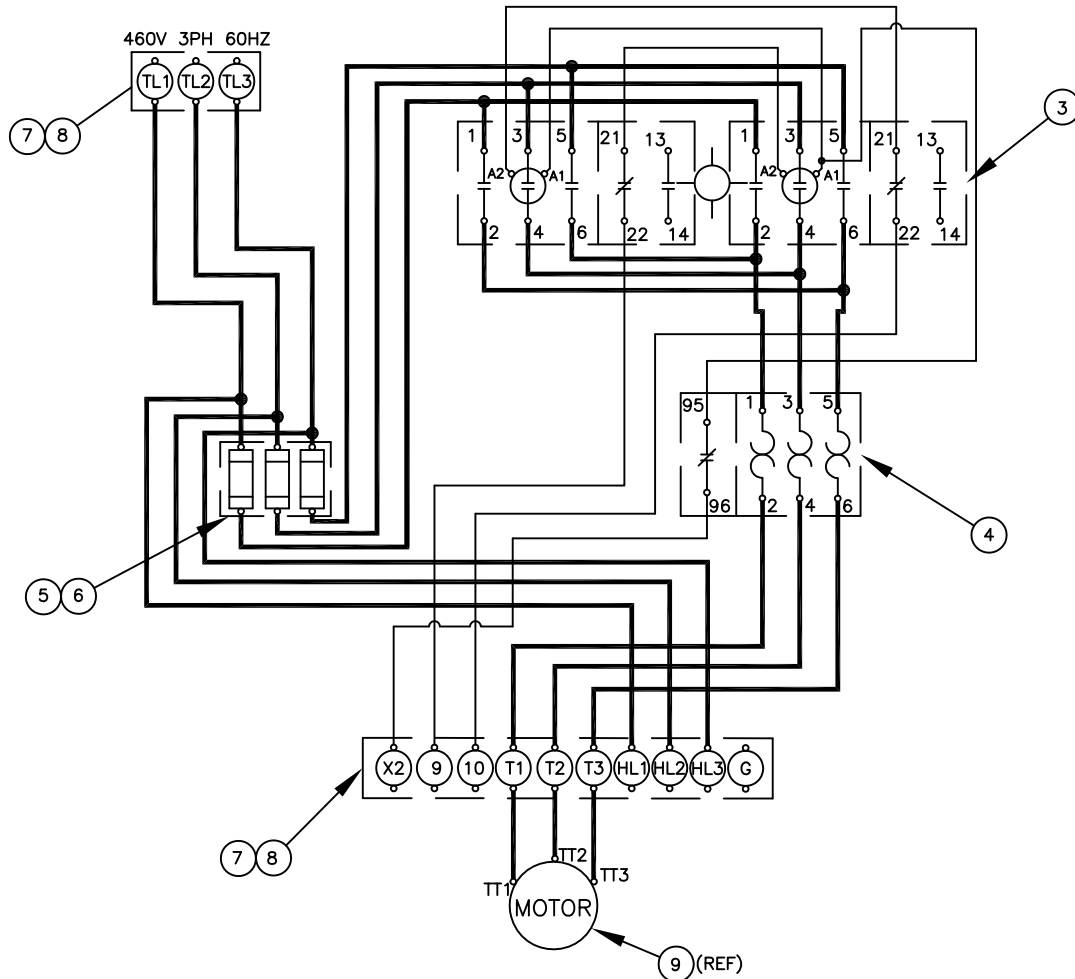 460V 3PH 60HZ
TL1 TL2 TL3
7 8
3
1 3 5 21 13 1 3 5 21 13
A2 A1 A2 A1
2 4 6 22 14 2 4 6 22 14
95 1 3 5
96 2 4 6
4
5 6
X2 9 10 T1 T2 T3 HL1 HL2 HL3 G
7 8
TT1 TT2 TT3
MOTOR
9 (REF)